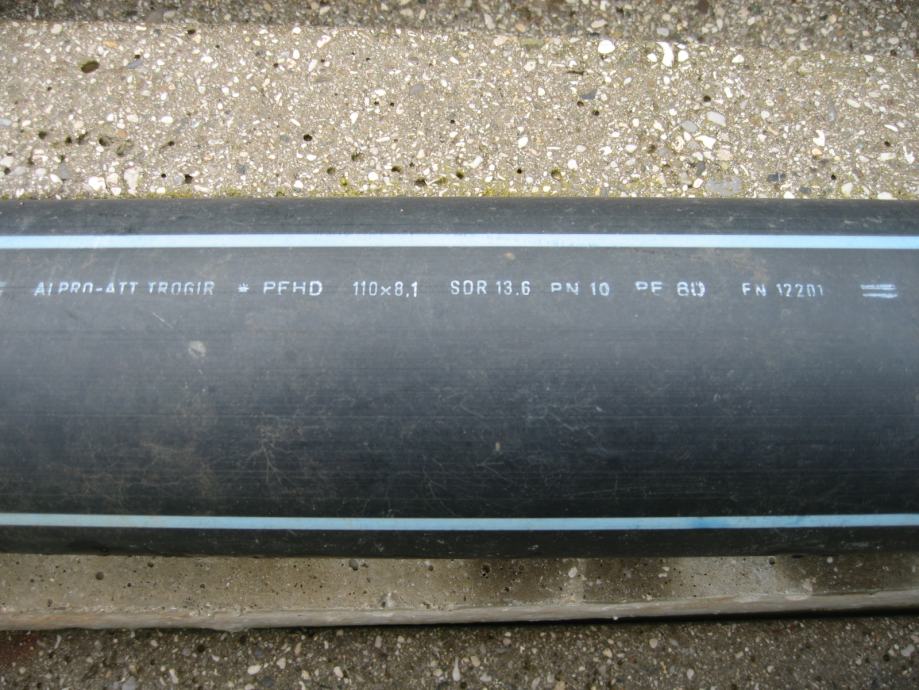 ALPRO-ATT TROGIR * PEHD 110x8.1 SDR 13.6 PN 10 PE 80 EN 12201